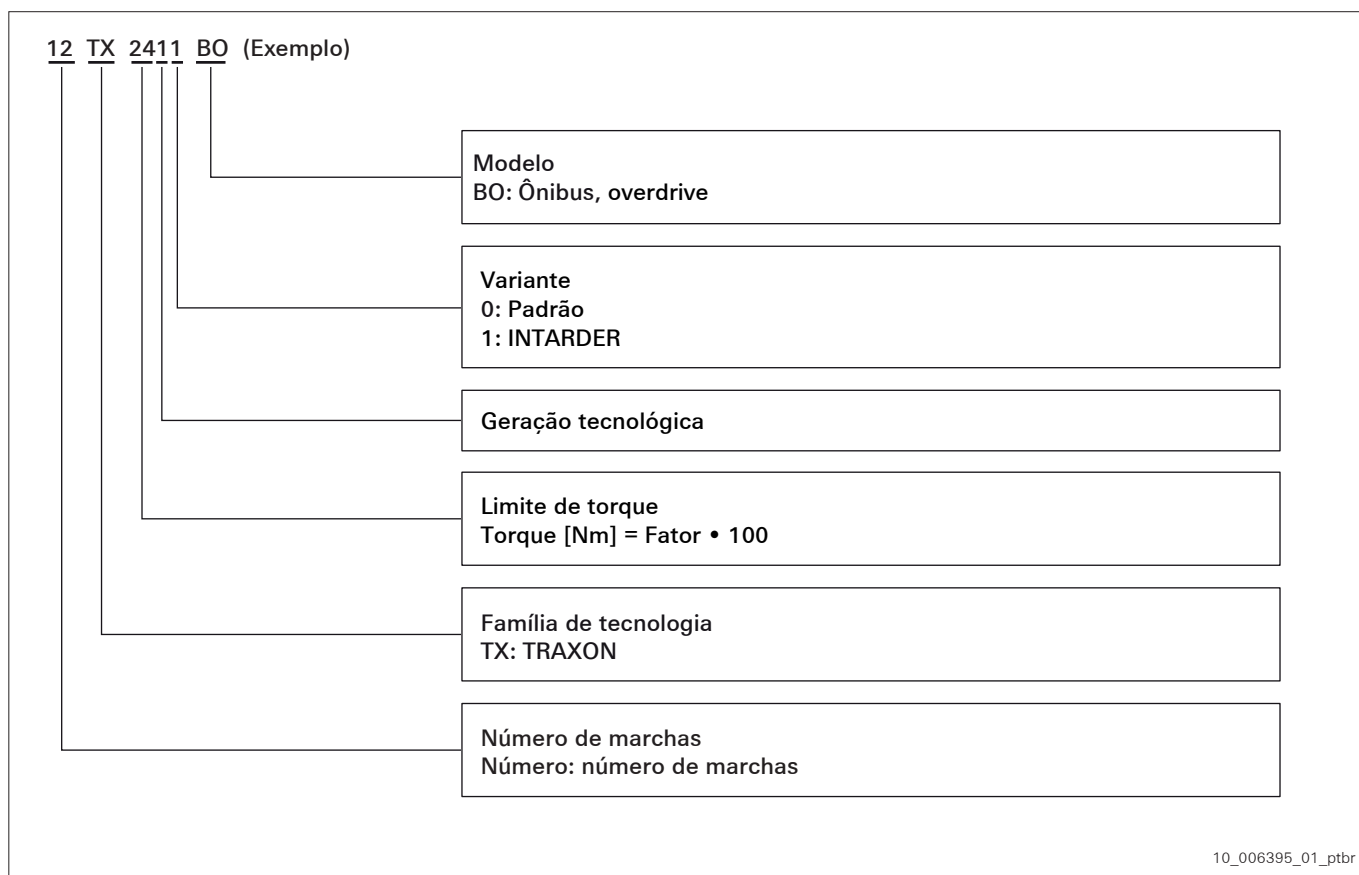 12 TX 2411 BO (Exemplo)
Modelo
BO: Ônibus, overdrive
Variante
0: Padrão
1: INTARDER
Geração tecnológica
Limite de torque
Torque [Nm] = Fator • 100
Família de tecnologia
TX: TRAXON
Número de marchas
Número: número de marchas
10_006395_01_ptbr